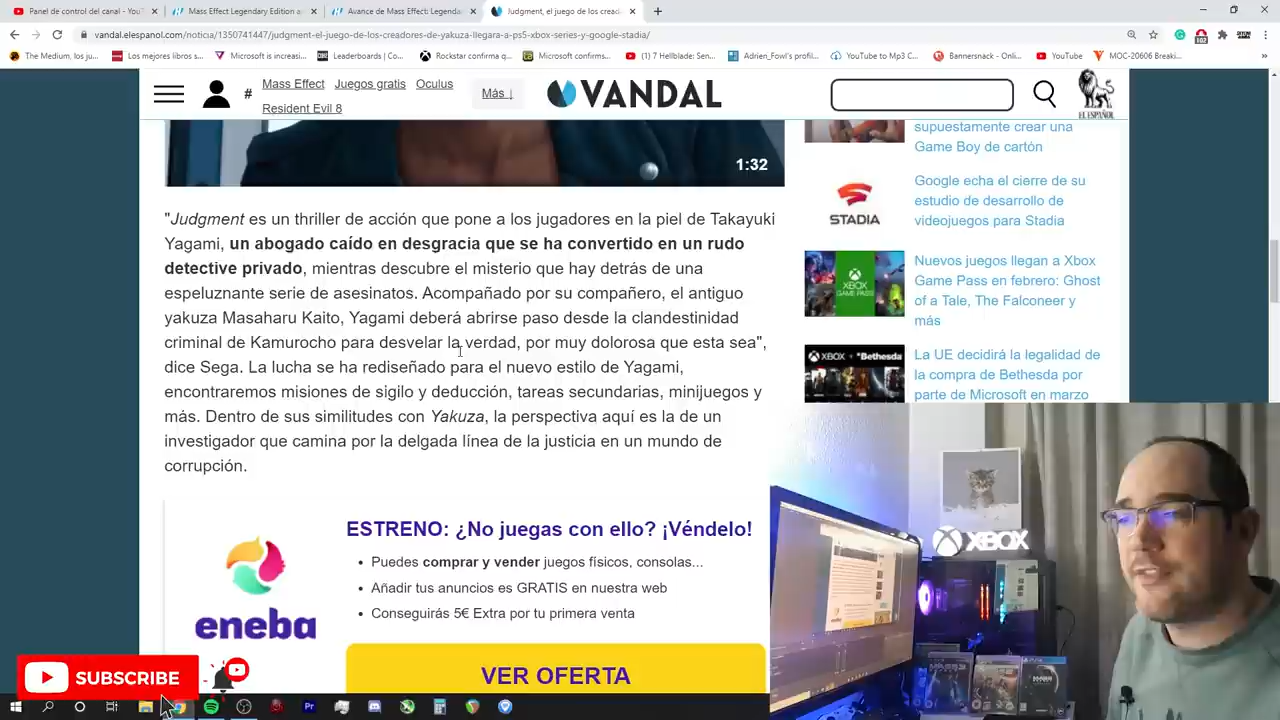 Panel de control del canal - You
Mass Effect Legendary Edition a
Avance de Mass Effect: Legendar
Judgment, el juego de los cread
vandal.elespanol.com/noticia/1350741447/judgment-el-juego-de-los-creadores-de-yakuza-llegara-a-ps5-xbox-series-y-google-stadia/
102
The Medium, los ju...
Los mejores libros s...
Microsoft is increasi...
Leaderboards | Co...
Rockstar confirma q...
Microsoft confirms...
7 Hellblade: Sen...
Adrien_Fowl's profil...
YouTube to Mp3 C...
Bannersnack - Ban...
YouTube
MOC-20606 Breaki...
#
Mass Effect
Juegos gratis
Oculus
Resident Evil 8
Más ↓
VANDAL
EL ESPAÑOL
1:32
supuestamente crear una
Game Boy de cartón
STADIA
Google echa el cierre de su
estudio de desarrollo de
videojuegos para Stadia
XBOX
GAME PASS
Nuevos juegos llegan a Xbox
Game Pass en febrero: Ghost
of a Tale, The Falconeer y
más
XBOX + Bethesda
La UE decidirá la legalidad de
la compra de Bethesda por
parte de Microsoft en marzo
"Judgment es un thriller de acción que pone a los jugadores en la piel de Takayuki
Yagami, un abogado caído en desgracia que se ha convertido en un rudo
detective privado, mientras descubre el misterio que hay detrás de una
espeluznante serie de asesinatos. Acompañado por su compañero, el antiguo
yakuza Masaharu Kaito, Yagami deberá abrirse paso desde la clandestinidad
criminal de Kamurocho para desvelar la verdad, por muy dolorosa que esta sea",
dice Sega. La lucha se ha rediseñado para el nuevo estilo de Yagami,
encontraremos misiones de sigilo y deducción, tareas secundarias, minijuegos y
más. Dentro de sus similitudes con Yakuza, la perspectiva aquí es la de un
investigador que camina por la delgada línea de la justicia en un mundo de
corrupción.
eneba
ESTRENO: ¿No juegas con ello? ¡Véndelo!
Puedes comprar y vender juegos físicos, consolas...
Añadir tus anuncios es GRATIS en nuestra web
Conseguirás 5€ Extra por tu primera venta
VER OFERTA
XBOX
SUBSCRIBE